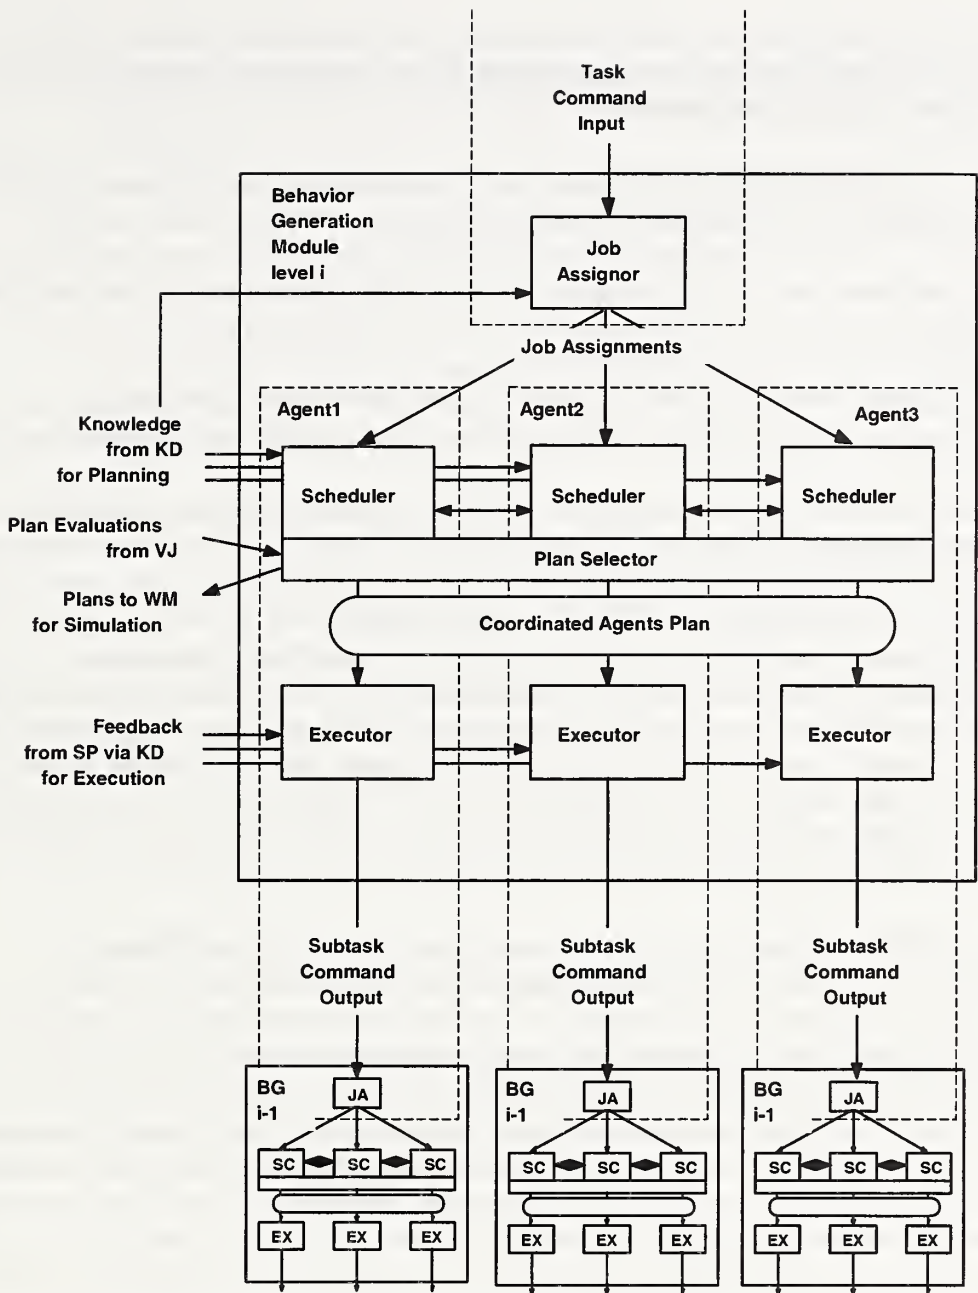 Task
Command
Input
Behavior
Generation
Module
level i
Job
Assignor
Job Assignments
Agent1
Agent2
Agent3
Knowledge
from KD
for Planning
Scheduler
Scheduler
Scheduler
Plan Evaluations
from VJ
Plan Selector
Plans to WM
for Simulation
Coordinated Agents Plan
Feedback
from SP via KD
for Execution
Executor
Executor
Executor
Subtask
Command
Output
Subtask
Command
Output
Subtask
Command
Output
BG
i-1
JA
SC SC SC
EX EX EX
BG
i-1
JA
SC SC SC
EX EX EX
BG
i-1
JA
SC SC SC
EX EX EX